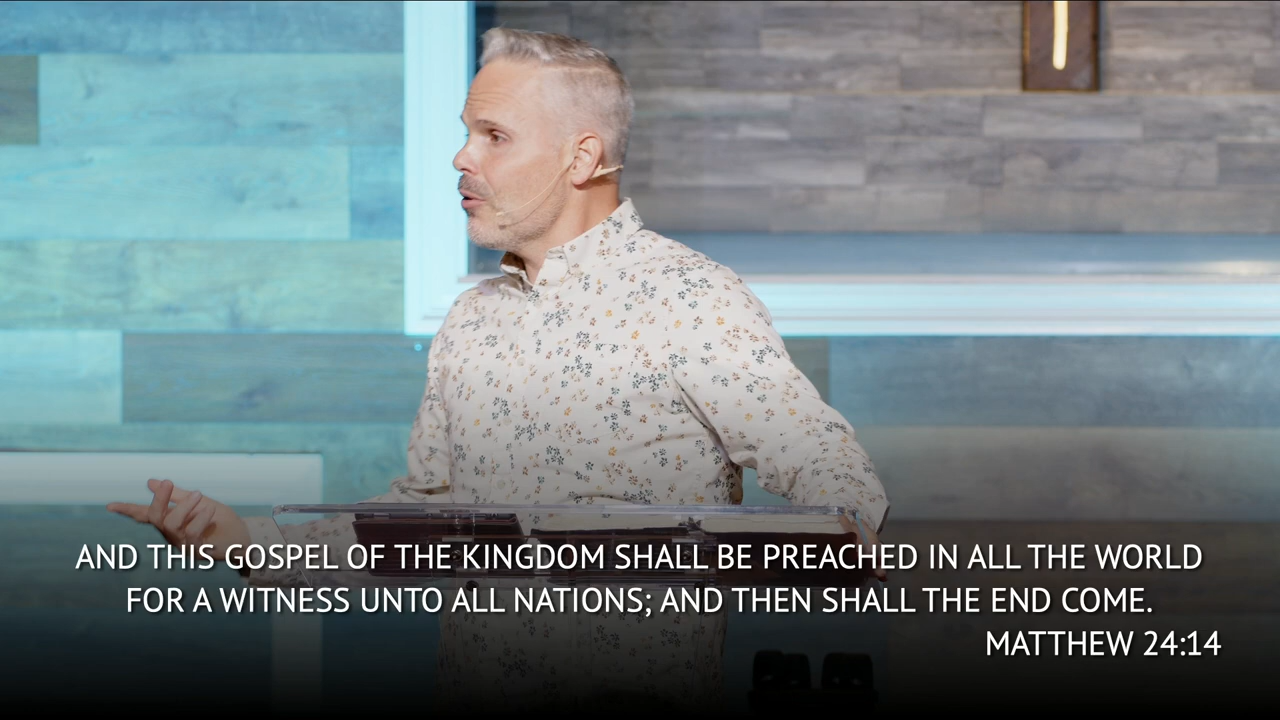 AND THIS GOSPEL OF THE KINGDOM SHALL BE PREACHED IN ALL THE WORLD
FOR A WITNESS UNTO ALL NATIONS; AND THEN SHALL THE END COME.
MATTHEW 24:14